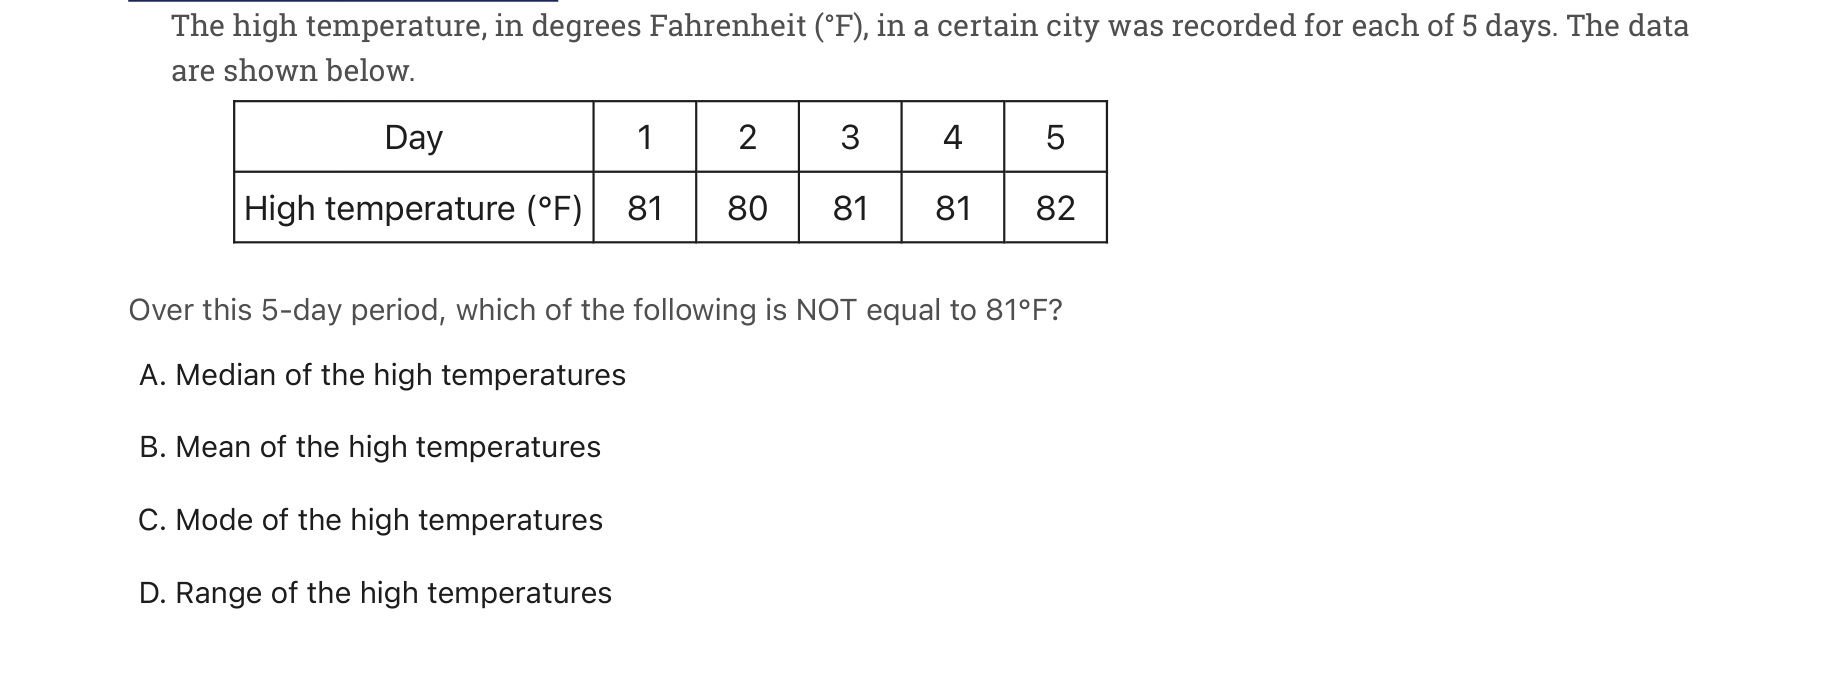 The high temperature, in degrees Fahrenheit (°F), in a certain city was recorded for each of 5 days. The data
are shown below.
Day 1 2 3 4 5
High temperature (°F) 81 80 81 81 82
Over this 5-day period, which of the following is NOT equal to 81°F?
A. Median of the high temperatures
B. Mean of the high temperatures
C. Mode of the high temperatures
D. Range of the high temperatures